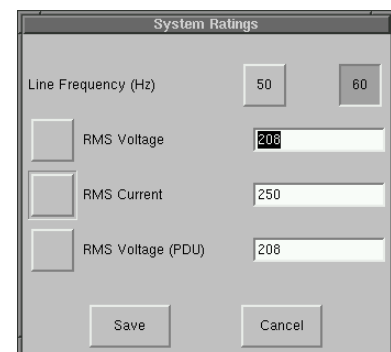 System Ratings
Line Frequency (Hz) 50 60
RMS Voltage 208
RMS Current 250
RMS Voltage (PDU) 208
Save Cancel